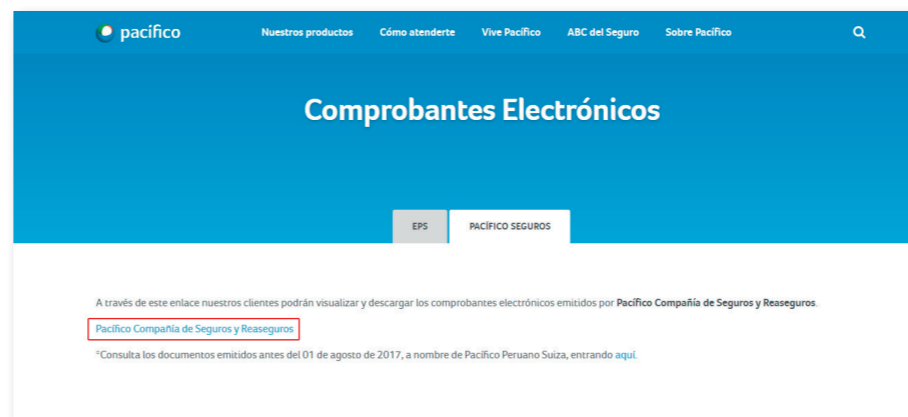 pacífico
Nuestros productos Cómo atenderte Vive Pacífico ABC del Seguro Sobre Pacífico
Comprobantes Electrónicos
EPS PACÍFICO SEGUROS
A través de este enlace nuestros clientes podrán visualizar y descargar los comprobantes electrónicos emitidos por Pacífico Compañía de Seguros y Reaseguros.
Pacífico Compañía de Seguros y Reaseguros
*Consulta los documentos emitidos antes del 01 de agosto de 2017, a nombre de Pacífico Peruano Suiza, entrando aquí.